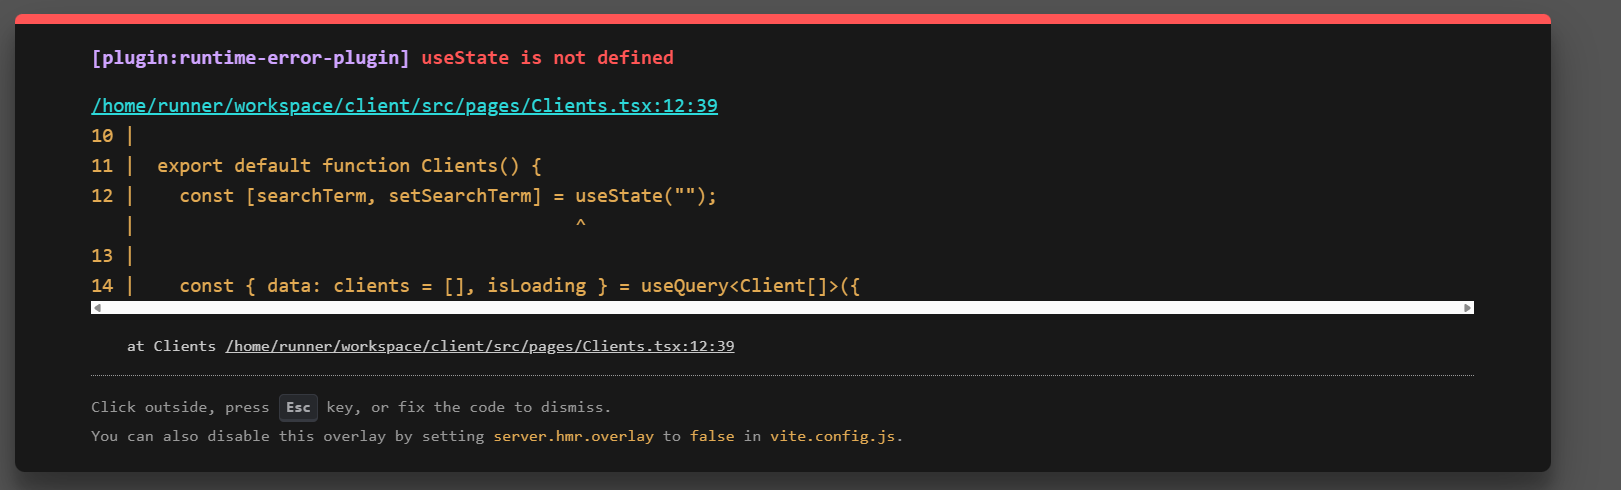 [plugin:runtime-error-plugin] useState is not defined
/home/runner/workspace/client/src/pages/Clients.tsx:12:39
10 |
11 |  export default function Clients() {
12 |    const [searchTerm, setSearchTerm] = useState("");
   |                                        ^
13 |
14 |    const { data: clients = [], isLoading } = useQuery<Client[]>({
at Clients /home/runner/workspace/client/src/pages/Clients.tsx:12:39
Click outside, press Esc key, or fix the code to dismiss.
You can also disable this overlay by setting server.hmr.overlay to false in vite.config.js.